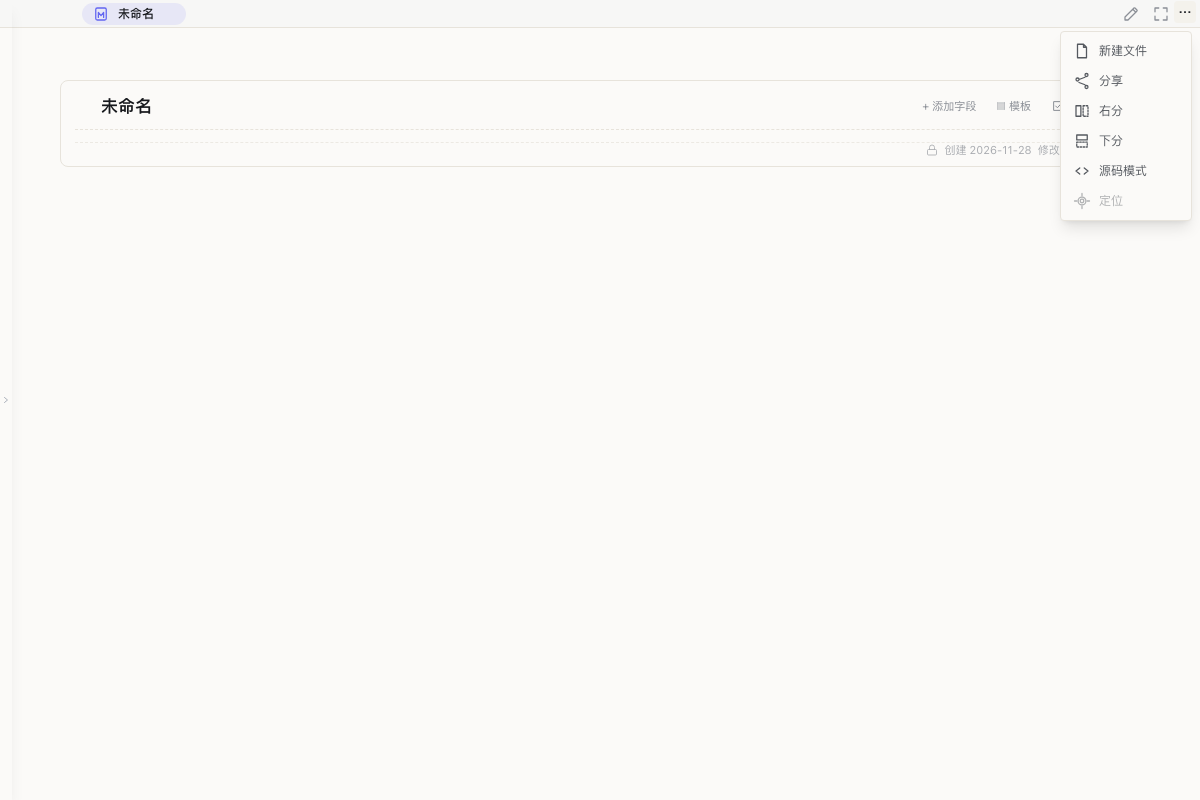 未命名
新建文件
分享
右分
下分
源码模式
定位
未命名
+ 添加字段 模板
创建 2026-11-28 修改